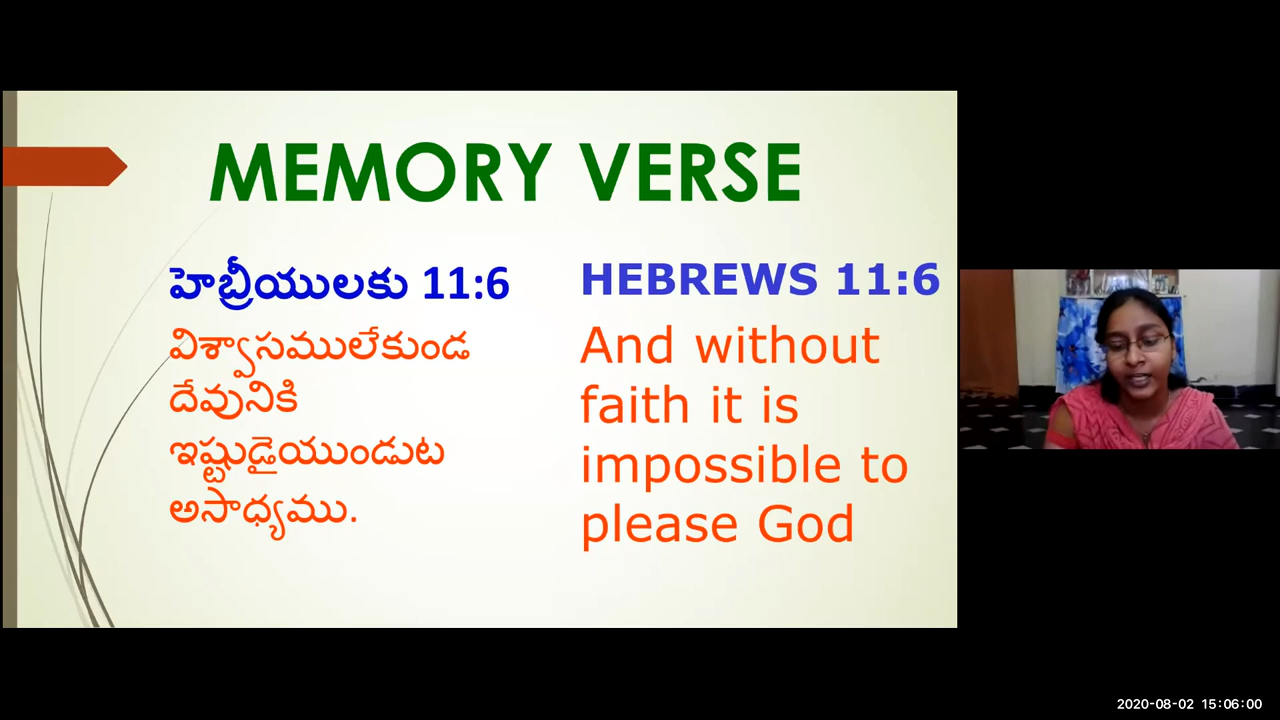 MEMORY VERSE
హెబ్రీయులకు 11:6
విశ్వాసములేకుండ
దేవునికి
ఇష్టుడైయుండుట
అసాధ్యము.
HEBREWS 11:6
And without
faith it is
impossible to
please God
2020-08-02 15:06:00